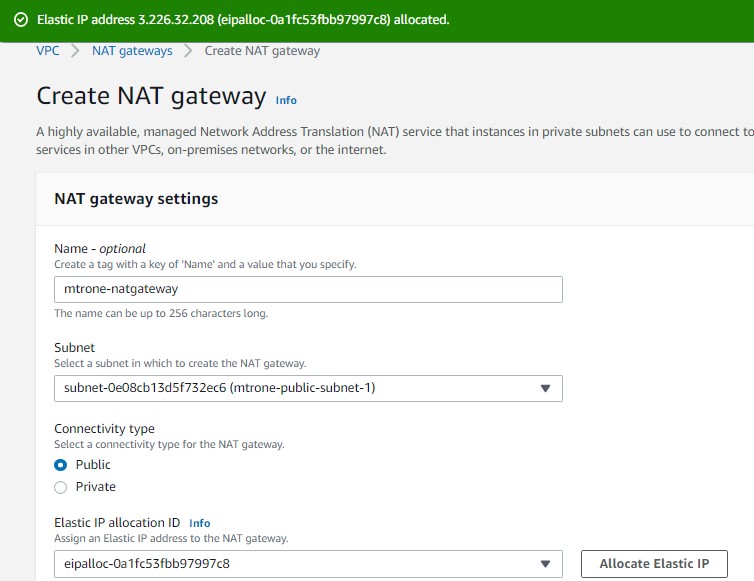 Elastic IP address 3.226.32.208 (eipalloc-0a1fc53fbb97997c8) allocated.
VPC > NAT gateways > Create NAT gateway
Create NAT gateway Info
A highly available, managed Network Address Translation (NAT) service that instances in private subnets can use to connect to
services in other VPCs, on-premises networks, or the internet.
NAT gateway settings
Name - optional
Create a tag with a key of 'Name' and a value that you specify.
mtrone-natgateway
The name can be up to 256 characters long.
Subnet
Select a subnet in which to create the NAT gateway.
subnet-0e08cb13d5f732ec6 (mtrone-public-subnet-1)
Connectivity type
Select a connectivity type for the NAT gateway.
Public
Private
Elastic IP allocation ID Info
Assign an Elastic IP address to the NAT gateway.
eipalloc-0a1fc53fbb97997c8
Allocate Elastic IP